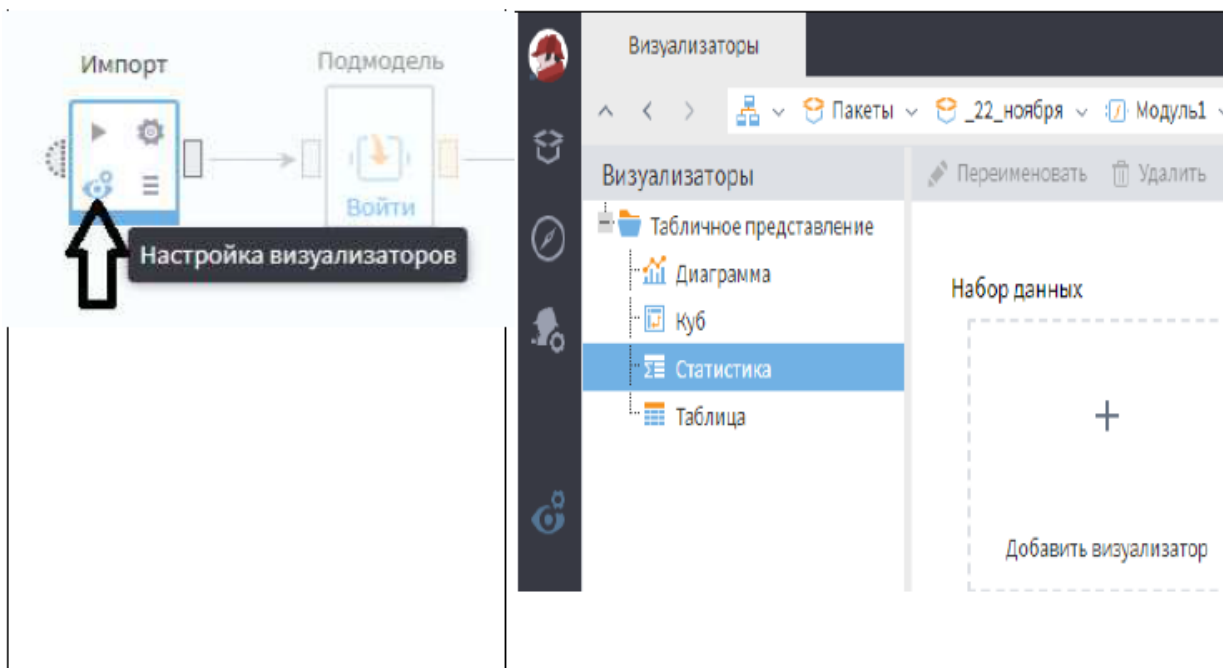 Импорт
Подмодель
Войти
Настройка визуализаторов
Визуализаторы
Пакеты
_22_ноября
Модуль1
Визуализаторы
Переименовать
Удалить
Табличное представление
Диаграмма
Куб
Статистика
Таблица
Набор данных
Добавить визуализатор